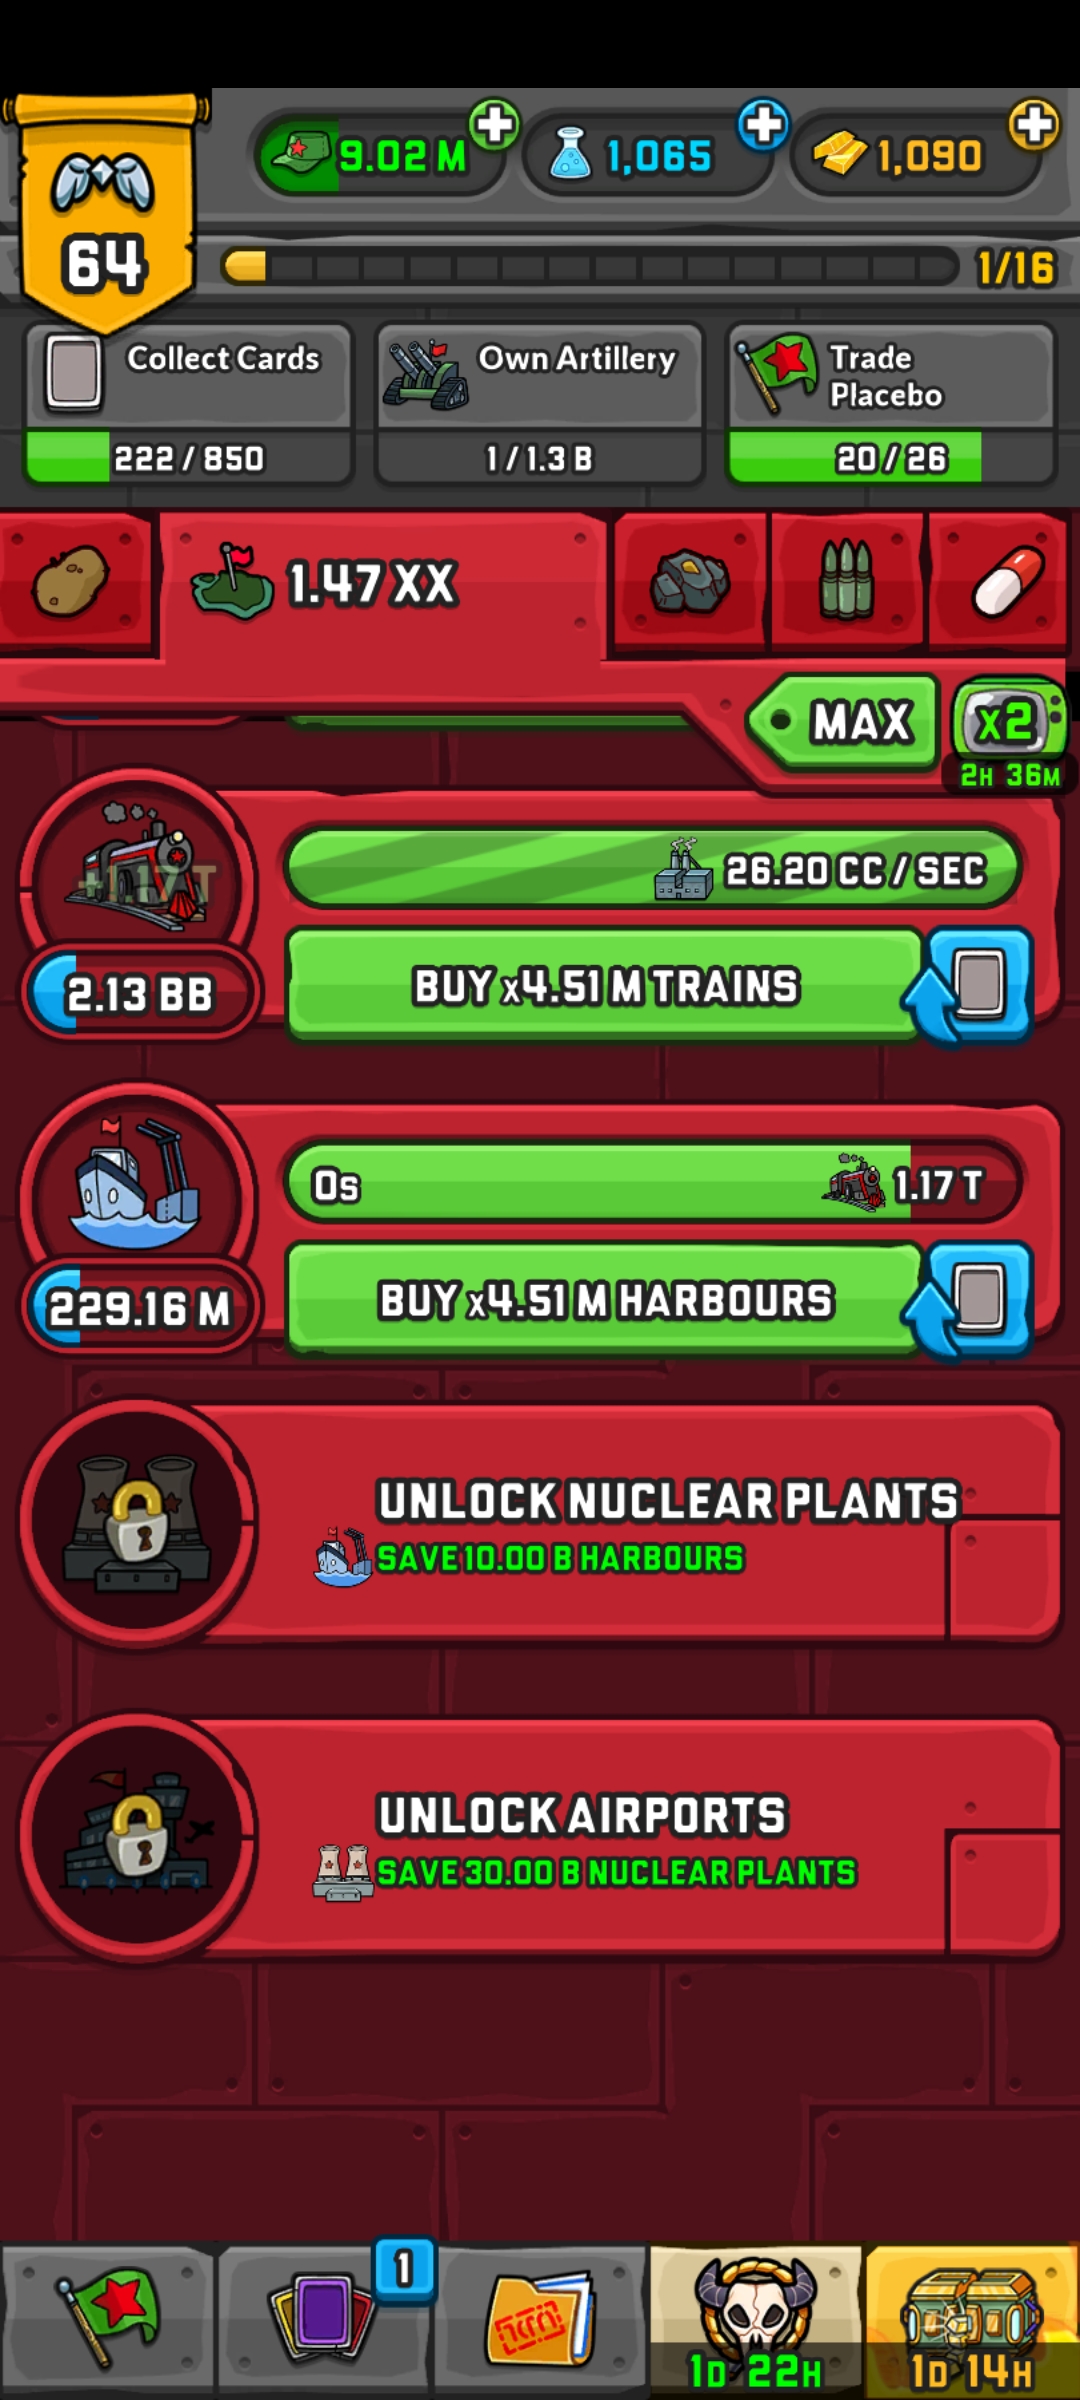 9.02 M
1,065
1,090
64
1/16
Collect Cards
222 / 850
Own Artillery
1 / 1.3 B
Trade
Placebo
20 / 26
1.47 XX
MAX
x2
2H 36M
+1.17 T
26.20 CC / SEC
2.13 BB
BUY x4.51 M TRAINS
0s
1.17 T
229.16 M
BUY x4.51 M HARBOURS
UNLOCK NUCLEAR PLANTS
SAVE 10.00 B HARBOURS
UNLOCK AIRPORTS
SAVE 30.00 B NUCLEAR PLANTS
1
1D 22H
1D 14H